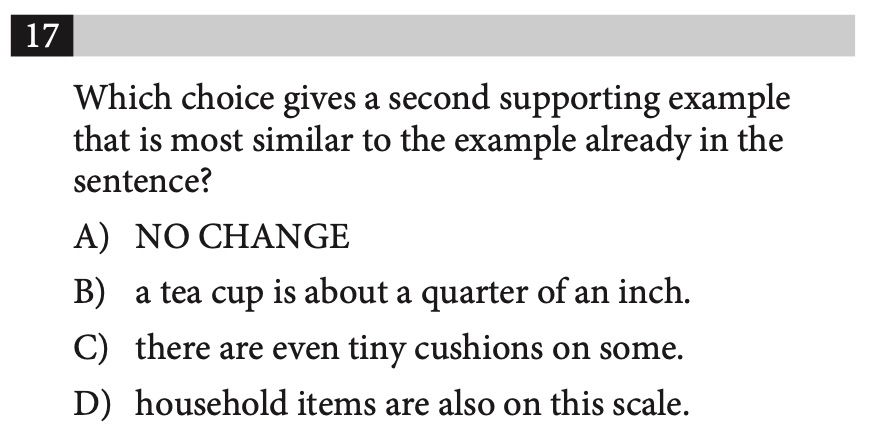 17
Which choice gives a second supporting example
that is most similar to the example already in the
sentence?
A) NO CHANGE
B) a tea cup is about a quarter of an inch.
C) there are even tiny cushions on some.
D) household items are also on this scale.